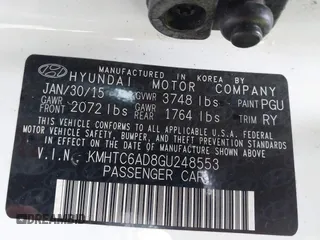 MANUFACTURED IN KOREA BY
HYUNDAI MOTOR COMPANY
JAN/30/15 GVWR 3748 lbs PAINT PGU
GAWR FRONT 2072 lbs GAWR REAR 1764 lbs TRIM RY
THIS VEHICLE CONFORMS TO ALL APPLICABLE U.S.A. FEDERAL
MOTOR VEHICLE SAFETY, BUMPER, AND THEFT PREVENTION
STANDARDS IN EFFECT ON THE DATE OF MANUFACTURE SHOWN ABOVE.
V.I.N. KMHTC6AD8GU248553
PASSENGER CAR